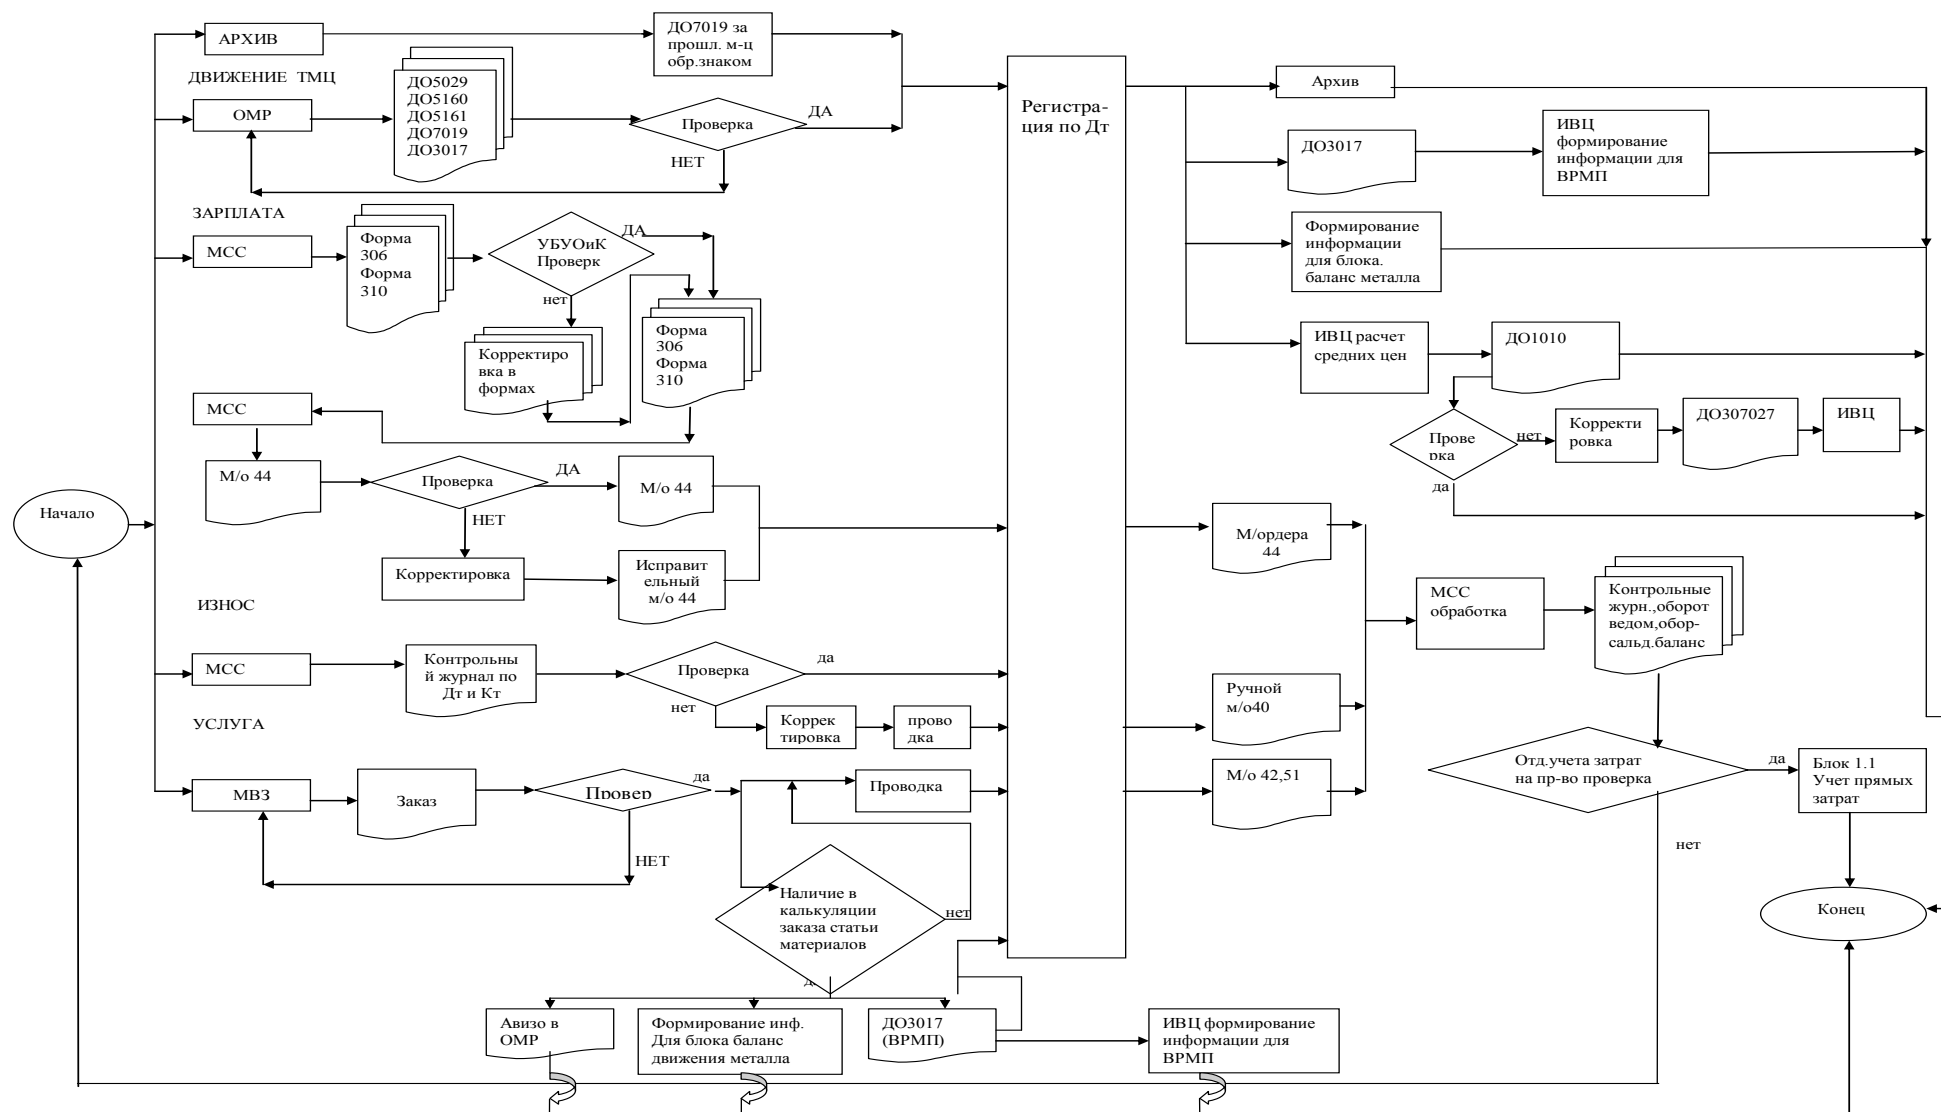 АРХИВ
ДО7019 за
прошл. м-ц
обр.знаком
ДВИЖЕНИЕ ТМЦ
ОМР
ДО5029
ДО5160
ДО5161
ДО7019
ДО3017
Проверка
ДА
НЕТ
ЗАРПЛАТА
МСС
Форма
306
Форма
310
УБУОиК
Проверк
ДА
нет
Корректиро
вка в
формах
Форма
306
Форма
310
МСС
М/о 44
Проверка
ДА
НЕТ
М/о 44
Корректировка
Исправит
ельный
м/о 44
Начало
ИЗНОС
МСС
Контрольны
й журнал по
Дт и Кт
Проверка
да
нет
Коррек
тировка
прово
дка
УСЛУГА
МВЗ
Заказ
Провер
да
НЕТ
Проводка
Наличие в
калькуляции
заказа статьи
материалов
нет
Авизо в
ОМР
Формирование инф.
Для блока баланс
движения металла
ДО3017
(ВРМП)
ИВЦ формирование
информации для
ВРМП
Регистра-
ция по Дт
Архив
ДО3017
ИВЦ
формирование
информации для
ВРМП
Формирование
информации
для блока.
баланс металла
ИВЦ расчет
средних цен
ДО1010
Прове
рка
нет
да
Корректи
ровка
ДО307027
ИВЦ
М/ордера
44
Ручной
м/о40
М/о 42,51
МСС
обработка
Контрольные
журн.,оборот
ведом,обор-
сальд.баланс
Отд.учета затрат
на пр-во проверка
да
нет
Блок 1.1
Учет прямых
затрат
Конец